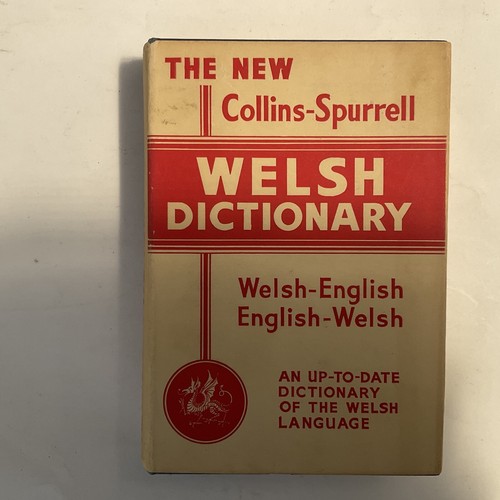 THE NEW
Collins-Spurrell
WELSH
DICTIONARY
Welsh-English
English-Welsh
AN UP-TO-DATE
DICTIONARY
OF THE WELSH
LANGUAGE